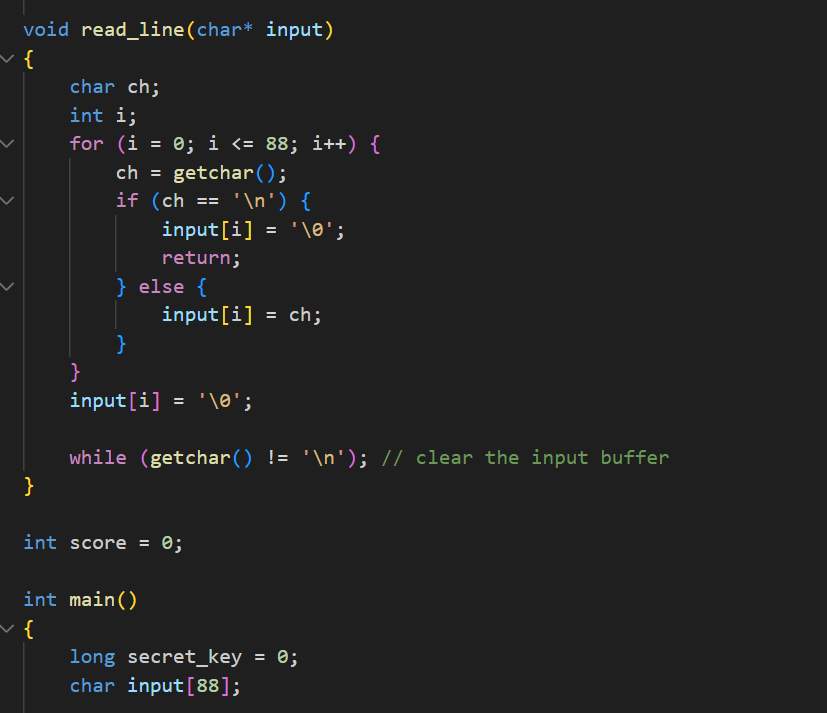 void read_line(char* input)
{
    char ch;
    int i;
    for (i = 0; i <= 88; i++) {
        ch = getchar();
        if (ch == '\n') {
            input[i] = '\0';
            return;
        } else {
            input[i] = ch;
        }
    }
    input[i] = '\0';

    while (getchar() != '\n'); // clear the input buffer
}

int score = 0;

int main()
{
    long secret_key = 0;
    char input[88];